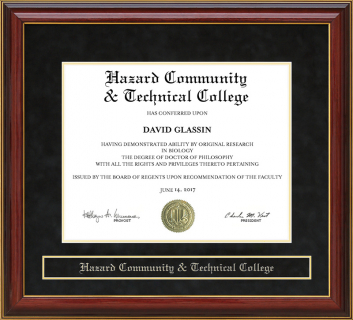 Hazard Community
& Technical College
HAS CONFERRED UPON
DAVID GLASSIN
HAVING DEMONSTRATED ABILITY BY ORIGINAL RESEARCH
IN BIOLOGY
THE DEGREE OF DOCTOR OF PHILOSOPHY
WITH ALL THE RIGHTS AND PRIVILEGES THERETO PERTAINING
ISSUED BY THE BOARD OF REGENTS UPON RECOMMENDATION OF THE FACULTY
JUNE 14, 2017
PROVOST
PRESIDENT
Hazard Community & Technical College